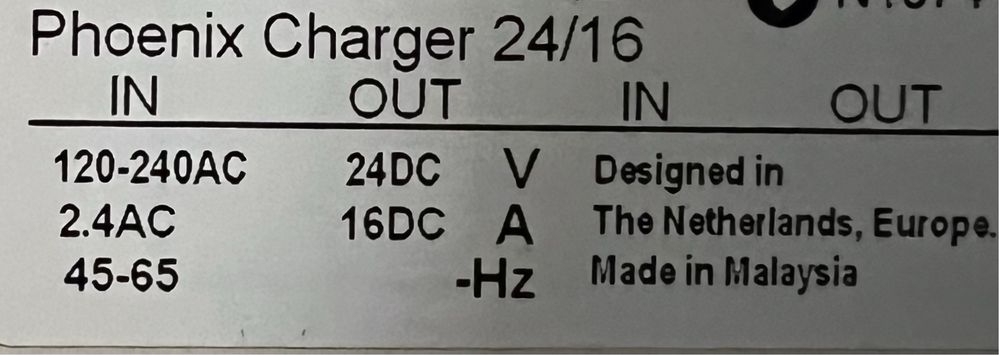 Phoenix Charger 24/16
IN OUT IN OUT
120-240AC 24DC V Designed in
2.4AC 16DC A The Netherlands, Europe.
45-65 -Hz Made in Malaysia